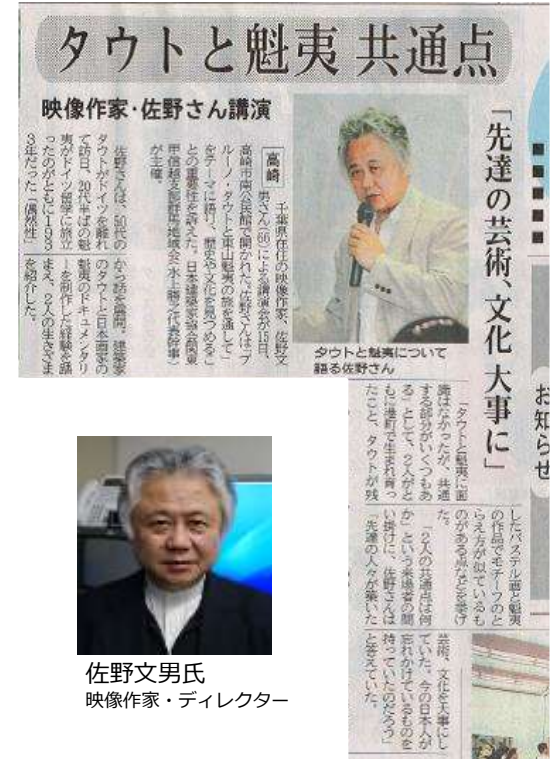 タウトと魁夷 共通点
映像作家・佐野さん講演
「先達の芸術、文化 大事に」
高崎
千葉県在住の映像作家、佐野文
男さん(66)による講演会が15日、
高崎市南公民館で開かれた。佐野さんは「ブ
ルーノ・タウトと東山魁夷の旅を通して」
をテーマに語り、歴史や文化を見つめるこ
との重要性を訴えた。日本建築家協会関東
甲信越支部群馬地域会(水上勝之代表幹事)
が主催。
佐野さんは、50代の
タウトがドイツを離れ
て訪日、20代半ばの魁
夷がドイツ留学に旅立
ったのがともに193
3年だった「偶然性」
から話を展開。建築家
のタウトと日本画家の
魁夷のドキュメンタリ
ーを制作した経験を踏
まえ、2人の生きざま
を紹介した。
タウトと魁夷について
語る佐野さん
「タウトと魁夷に面
識はなかったが、共通
する部分がいくつもあ
る」として、2人がと
もに港町で生まれ育っ
たこと、タウトが残
したパステル画と魁夷
の作品でモチーフのと
らえ方が似ているも
のがある点などを挙げ
た。
「2人の共通点は何
か」という来場者の問
い掛けに、佐野さんは
「先達の人々が築いた
芸術、文化を大事にし
ていた。今の日本人が
忘れかけているものを
持っていたのだろう」
と答えていた。
お知らせ
佐野文男氏
映像作家・ディレクター